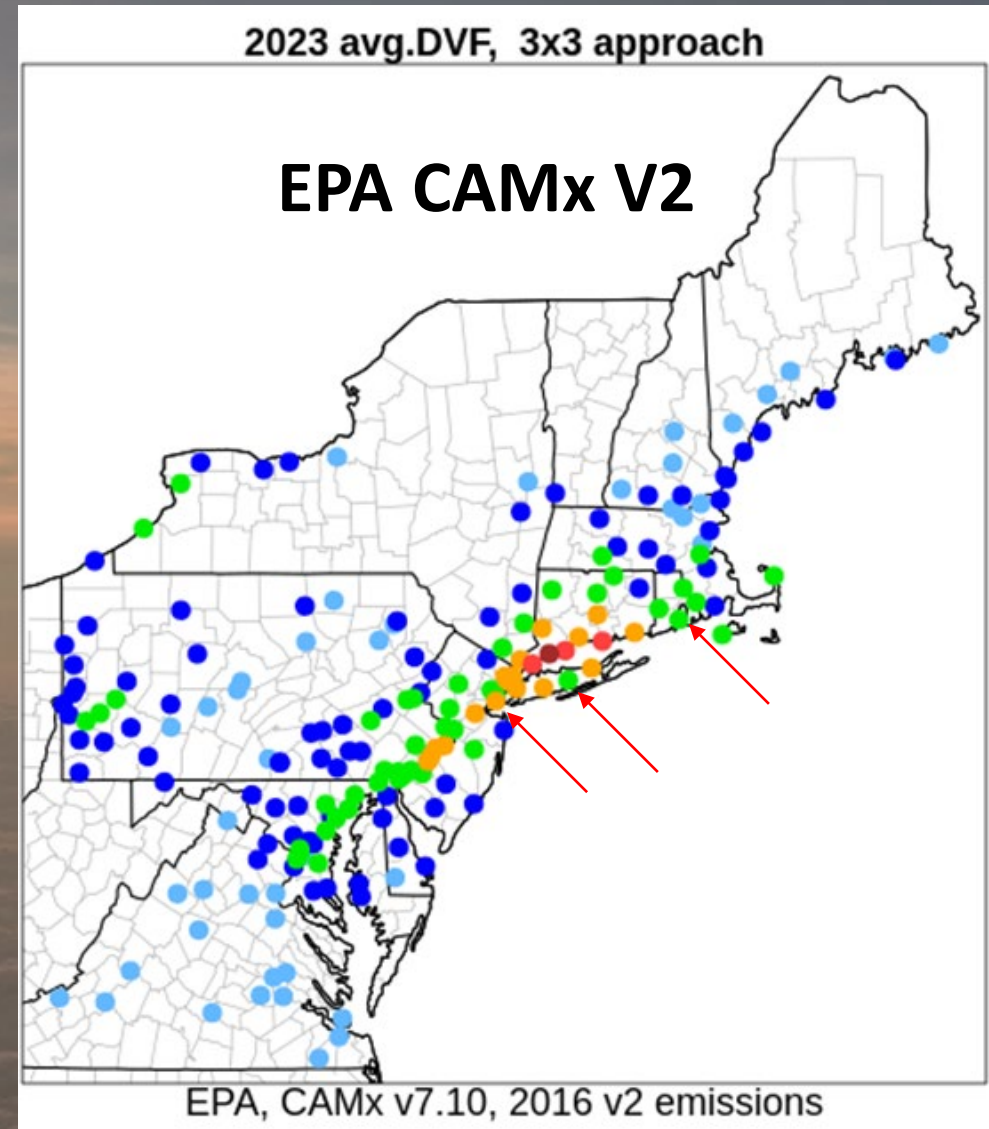 2023 avg.DVF, 3x3 approach
EPA CAMx V2
EPA, CAMx v7.10, 2016 v2 emissions